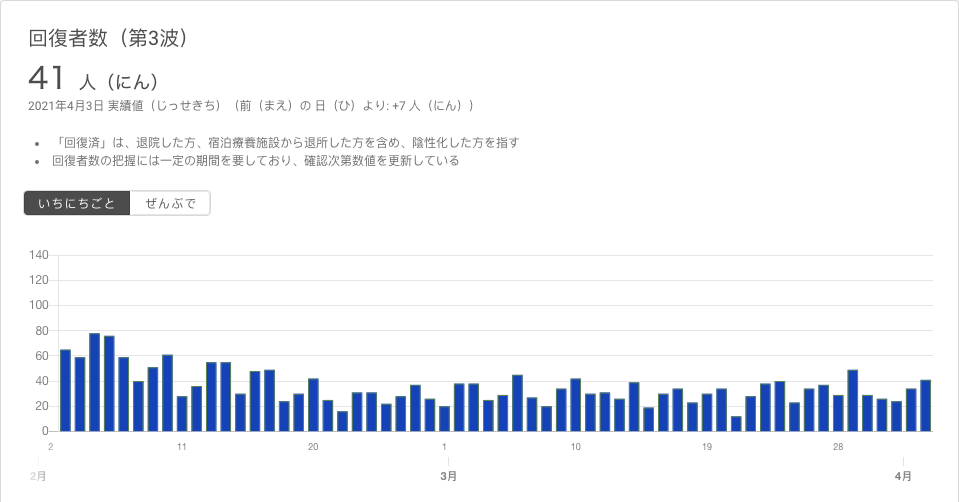 回復者数（第3波）
41 人（にん）
2021年4月3日 実績値（じっせきち）（前（まえ）の 日（ひ）より: +7 人（にん））
• 「回復済」は、退院した方、宿泊療養施設から退所した方を含め、陰性化した方を指す
• 回復者数の把握には一定の期間を要しており、確認次第数値を更新している
いちにちごと ぜんぶで
140
120
100
80
60
40
20
0
2 11 20 1 10 19 28
2月 3月 4月